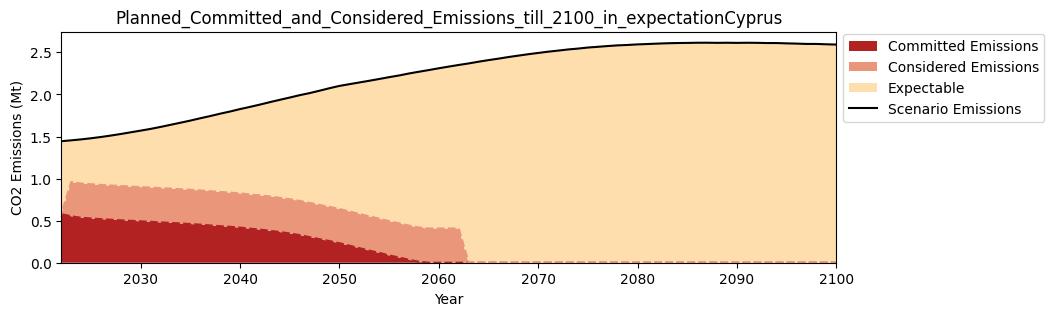 Planned_Committed_and_Considered_Emissions_till_2100_in_expectationCyprus
CO2 Emissions (Mt)
2.5
2.0
1.5
1.0
0.5
0.0
2030 2040 2050 2060 2070 2080 2090 2100
Year
Committed Emissions
Considered Emissions
Expectable
Scenario Emissions